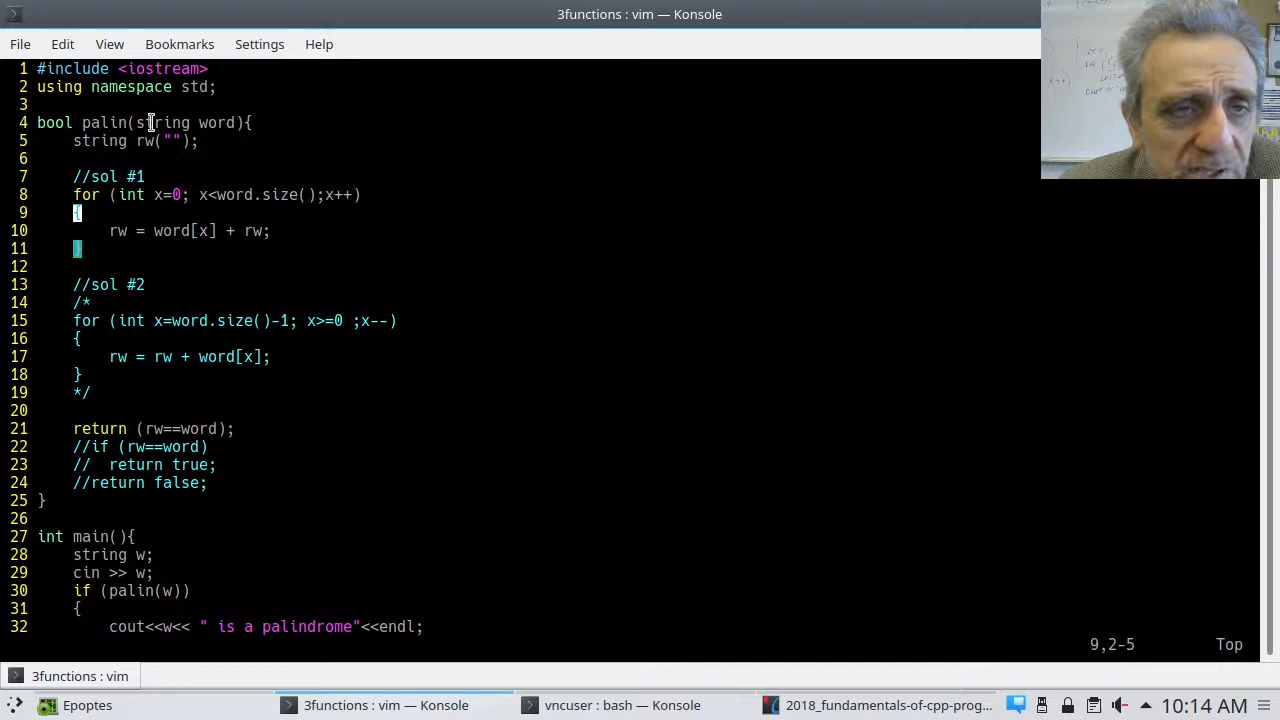 3functions : vim — Konsole
File Edit View Bookmarks Settings Help
1 #include <iostream>
2 using namespace std;
3
4 bool palin(string word){
5 string rw("");
6
7 //sol #1
8 for (int x=0; x<word.size();x++)
9 {
10 rw = word[x] + rw;
11 }
12
13 //sol #2
14 /*
15 for (int x=word.size()-1; x>=0 ;x--)
16 {
17 rw = rw + word[x];
18 }
19 */
20
21 return (rw==word);
22 //if (rw==word)
23 // return true;
24 //return false;
25 }
26
27 int main(){
28 string w;
29 cin >> w;
30 if (palin(w))
31 {
32 cout<<w<< " is a palindrome"<<endl;
9,2-5 Top
3functions : vim
Epoptes 3functions : vim — Konsole vncuser : bash — Konsole 2018_fundamentals-of-cpp-prog... 10:14 AM